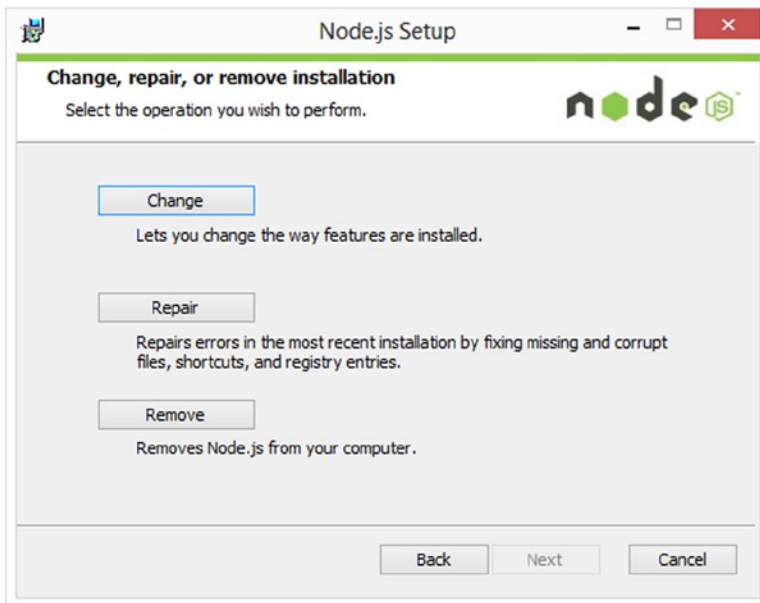 Node.js Setup
Change, repair, or remove installation
Select the operation you wish to perform.
node JS ™
Change
Lets you change the way features are installed.
Repair
Repairs errors in the most recent installation by fixing missing and corrupt
files, shortcuts, and registry entries.
Remove
Removes Node.js from your computer.
Back Next Cancel